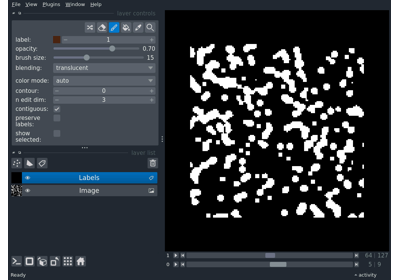 File View Plugins Window Help
layer controls
label: 1
opacity: 0.70
brush size: 15
blending: translucent
color mode: auto
contour: 0
n edit dim: 3
contiguous:
preserve
labels:
show
selected:
layer list
Labels
Image
1 64 127
0 5 9
Ready activity